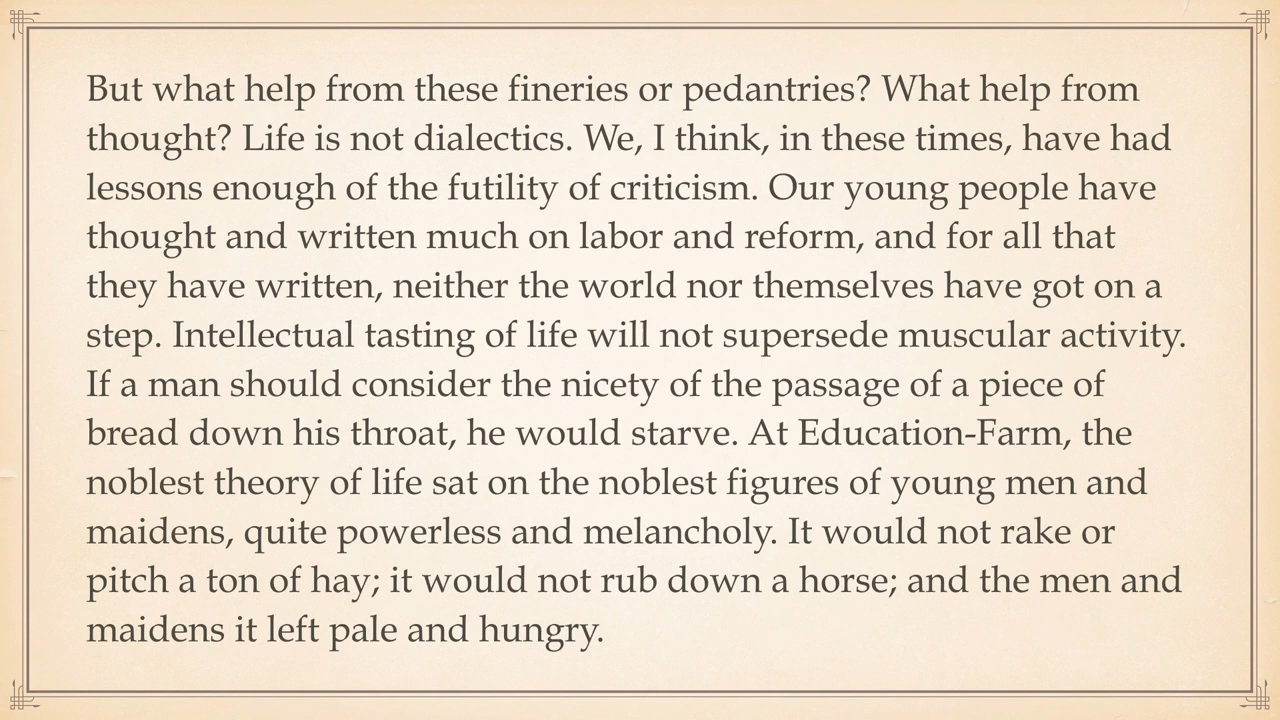 But what help from these fineries or pedantries? What help from
thought? Life is not dialectics. We, I think, in these times, have had
lessons enough of the futility of criticism. Our young people have
thought and written much on labor and reform, and for all that
they have written, neither the world nor themselves have got on a
step. Intellectual tasting of life will not supersede muscular activity.
If a man should consider the nicety of the passage of a piece of
bread down his throat, he would starve. At Education-Farm, the
noblest theory of life sat on the noblest figures of young men and
maidens, quite powerless and melancholy. It would not rake or
pitch a ton of hay; it would not rub down a horse; and the men and
maidens it left pale and hungry.